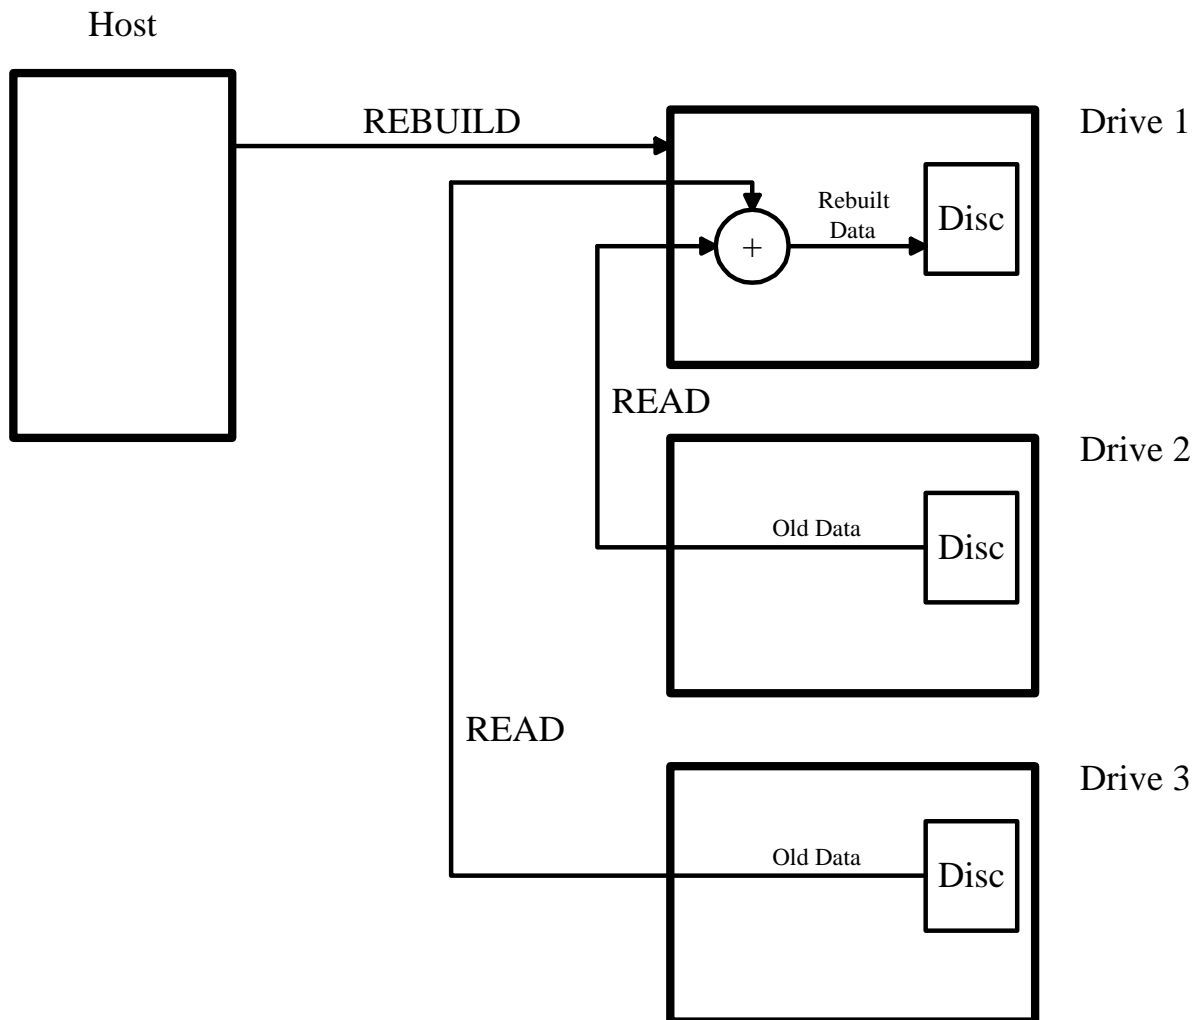 Host
REBUILD
Drive 1
Rebuilt
Data
Disc
+
READ
Drive 2
Old Data
Disc
READ
Drive 3
Old Data
Disc